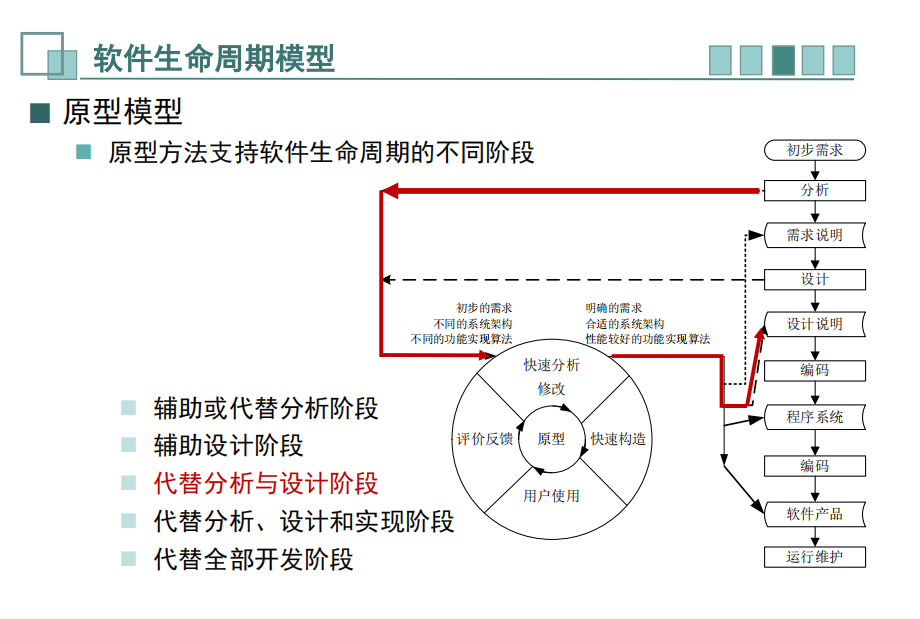 软件生命周期模型
原型模型
原型方法支持软件生命周期的不同阶段
初步需求
分析
需求说明
设计
设计说明
编码
程序系统
编码
软件产品
运行维护
初步的需求
不同的系统架构
不同的功能实现算法
明确的需求
合适的系统架构
性能较好的功能实现算法
快速分析
修改
评价反馈
原型
快速构造
用户使用
辅助或代替分析阶段
辅助设计阶段
代替分析与设计阶段
代替分析、设计和实现阶段
代替全部开发阶段